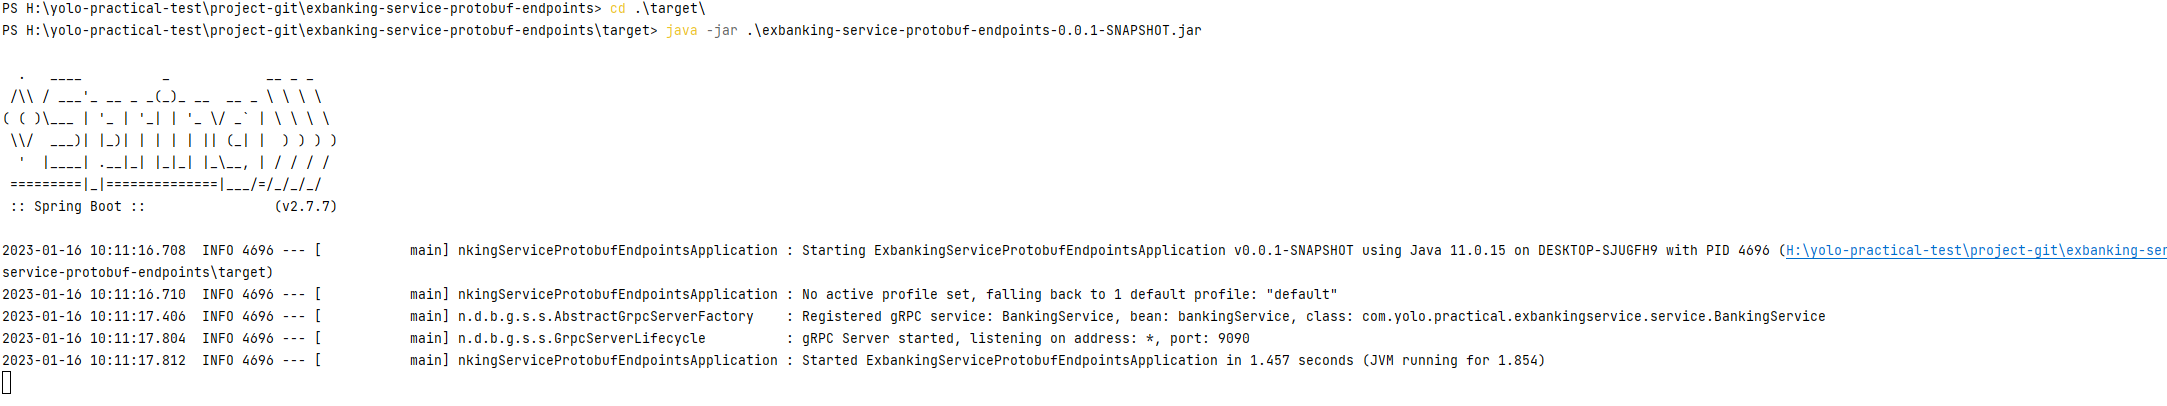 PS H:\yolo-practical-test\project-git\exbanking-service-protobuf-endpoints> cd .\target\
PS H:\yolo-practical-test\project-git\exbanking-service-protobuf-endpoints\target> java -jar .\exbanking-service-protobuf-endpoints-0.0.1-SNAPSHOT.jar
  .   ____          _            __ _ _
 /\\ / ___'_ __ _ _(_)_ __  __ _ \ \ \ \
( ( )\___ | '_ | '_| | '_ \/ _` | \ \ \ \
 \\/  ___)| |_)| | | | | || (_| |  ) ) ) )
  '  |____| .__|_| |_|_| |_\__, | / / / /
 =========|_|==============|___/=/_/_/_/
 :: Spring Boot ::                (v2.7.7)
2023-01-16 10:11:16.708  INFO 4696 --- [           main] nkingServiceProtobufEndpointsApplication : Starting ExbankingServiceProtobufEndpointsApplication v0.0.1-SNAPSHOT using Java 11.0.15 on DESKTOP-SJUGFH9 with PID 4696 (H:\yolo-practical-test\project-git\exbanking-ser
service-protobuf-endpoints\target)
2023-01-16 10:11:16.710  INFO 4696 --- [           main] nkingServiceProtobufEndpointsApplication : No active profile set, falling back to 1 default profile: "default"
2023-01-16 10:11:17.406  INFO 4696 --- [           main] n.d.b.g.s.s.AbstractGrpcServerFactory    : Registered gRPC service: BankingService, bean: bankingService, class: com.yolo.practical.exbankingservice.service.BankingService
2023-01-16 10:11:17.804  INFO 4696 --- [           main] n.d.b.g.s.s.GrpcServerLifecycle          : gRPC Server started, listening on address: *, port: 9090
2023-01-16 10:11:17.812  INFO 4696 --- [           main] nkingServiceProtobufEndpointsApplication : Started ExbankingServiceProtobufEndpointsApplication in 1.457 seconds (JVM running for 1.854)